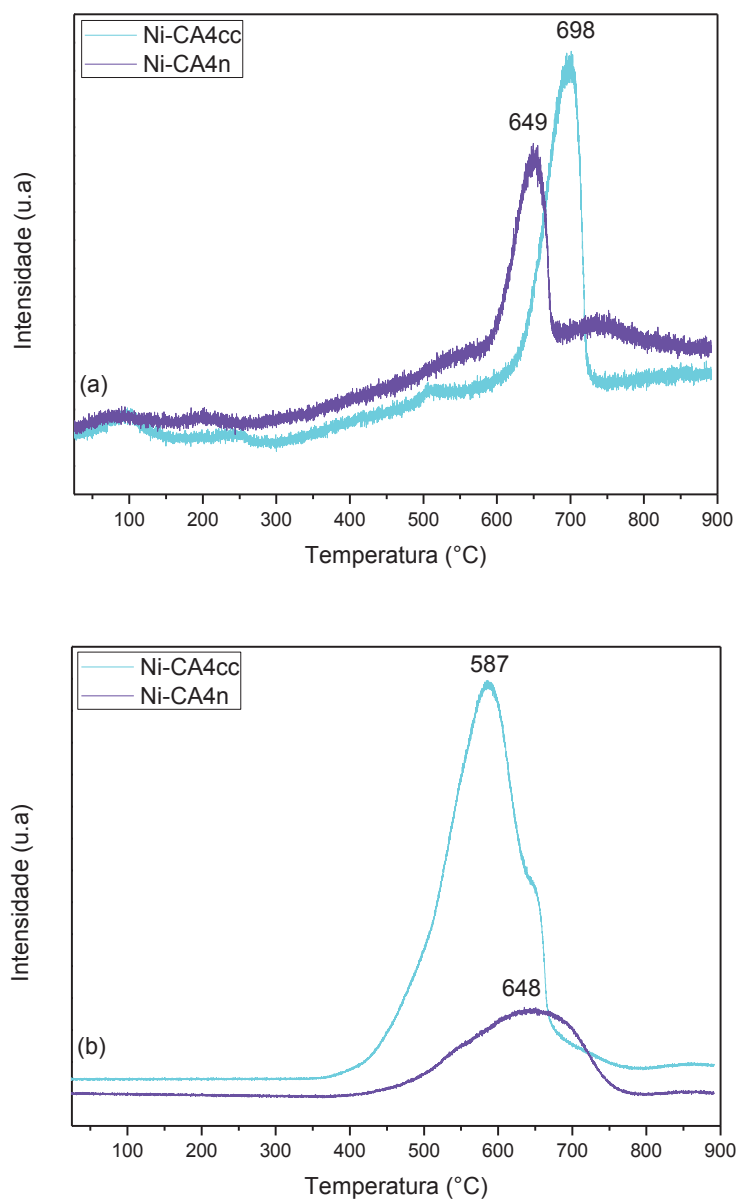 Ni-CA4cc
Ni-CA4n
698
649
Intensidade (u.a)
(a)
100 200 300 400 500 600 700 800 900
Temperatura (°C)
Ni-CA4cc
Ni-CA4n
587
648
Intensidade (u.a)
(b)
100 200 300 400 500 600 700 800 900
Temperatura (°C)